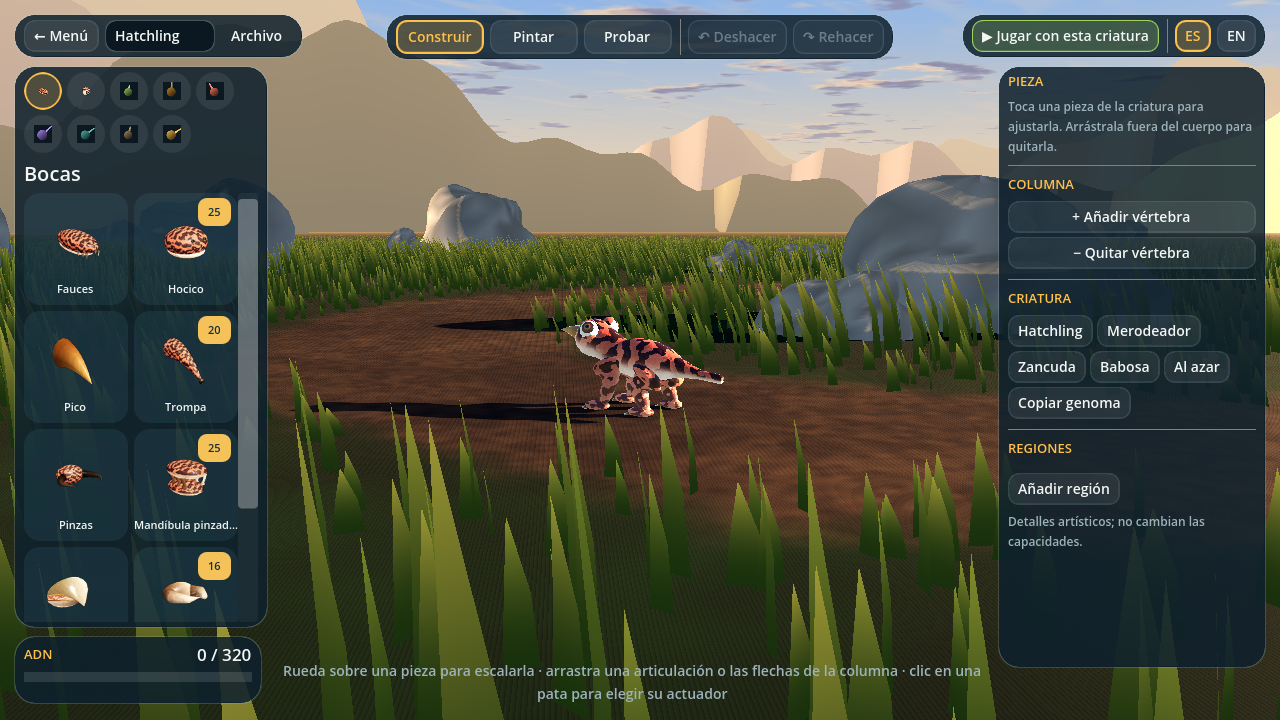 ← Menú
Hatchling
Archivo
Construir
Pintar
Probar
↶ Deshacer
↷ Rehacer
▶ Jugar con esta criatura
ES
EN
Bocas
25
Fauces
Hocico
20
Pico
Trompa
25
Pinzas
Mandíbula pinzad...
16
ADN
0 / 320
Rueda sobre una pieza para escalarla · arrastra una articulación o las flechas de la columna · clic en una
pata para elegir su actuador
PIEZA
Toca una pieza de la criatura para
ajustarla. Arrástrala fuera del cuerpo para
quitarla.
COLUMNA
+ Añadir vértebra
− Quitar vértebra
CRIATURA
Hatchling
Merodeador
Zancuda
Babosa
Al azar
Copiar genoma
REGIONES
Añadir región
Detalles artísticos; no cambian las
capacidades.